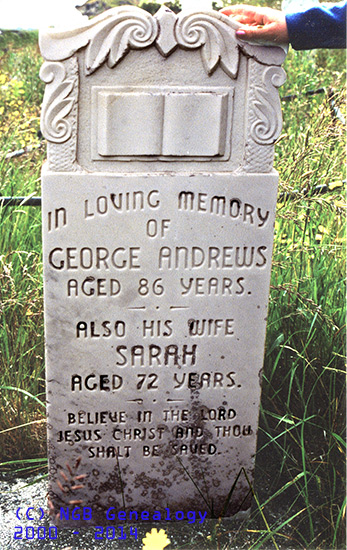 IN LOVING MEMORY
OF
GEORGE ANDREWS
AGED 86 YEARS.
ALSO HIS WIFE
SARAH
AGED 72 YEARS.
BELIEVE IN THE LORD
JESUS CHRIST AND THOU
SHALT BE SAVED.
(C) NGB Genealogy
2000 - 2014